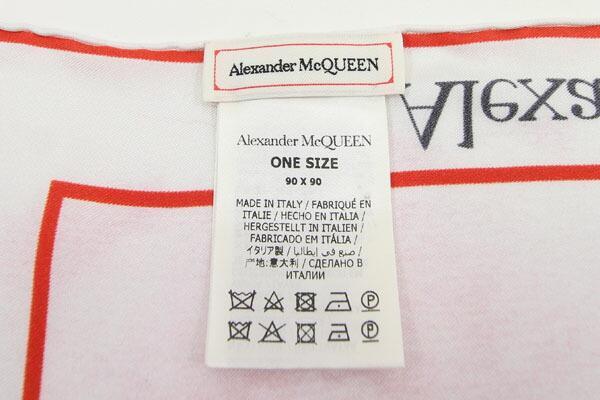 Alexander McQUEEN
Alexa
Alexander McQUEEN
ONE SIZE
90 X 90
MADE IN ITALY / FABRIQUÉ EN
ITALIE / HECHO EN ITALIA /
HERGESTELLT IN ITALIEN /
FABRICADO EM ITÁLIA /
イタリア製 / صنع في إيطاليا /
产地:意大利 / СДЕЛАНО В
ИТАЛИИ
P
P